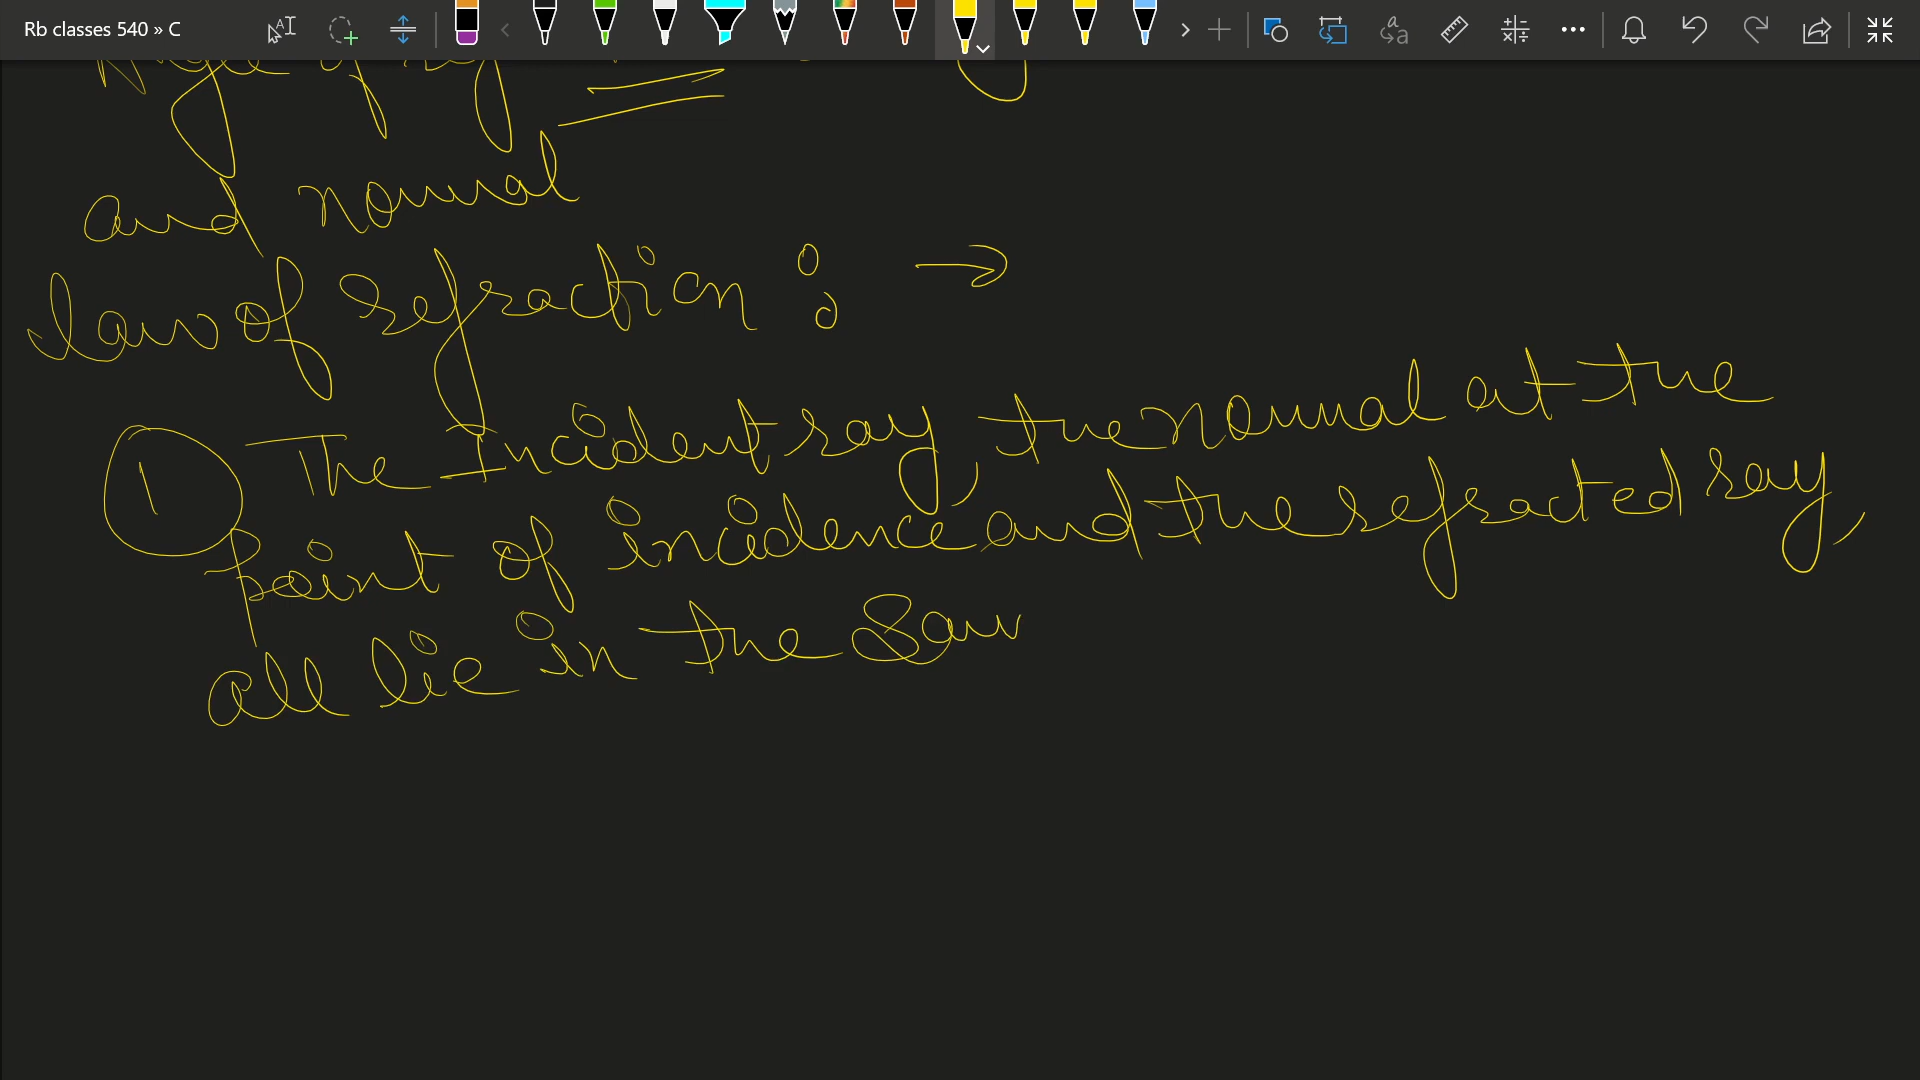 Rb classes 540 » C
and normal
law of refraction : →
① The Incident ray, the normal at the
point of incidence and the refracted ray,
all lie in the Sam